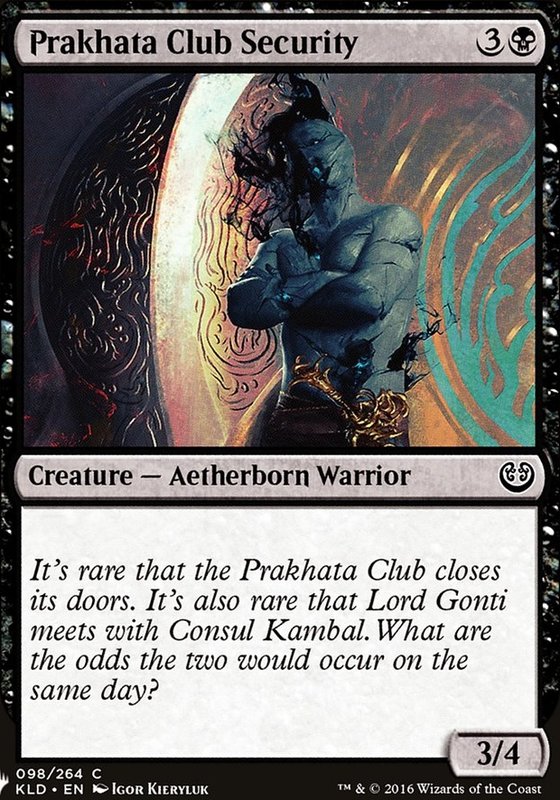 Prakhata Club Security 3
Creature — Aetherborn Warrior
It's rare that the Prakhata Club closes
its doors. It's also rare that Lord Gonti
meets with Consul Kambal. What are
the odds the two would occur on the
same day?
3/4
098/264 C
KLD • EN Igor Kieryluk
™ & © 2016 Wizards of the Coast